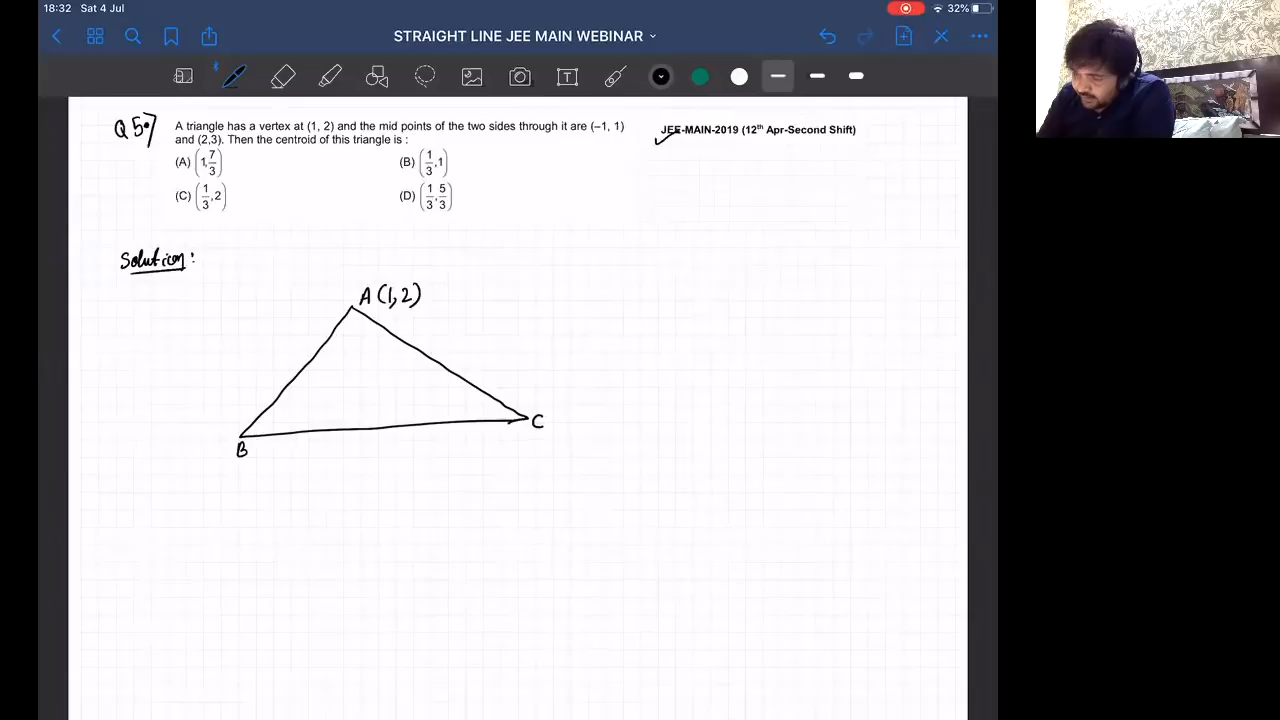 18:32 Sat 4 Jul
32%
STRAIGHT LINE JEE MAIN WEBINAR
Q5.
A triangle has a vertex at (1, 2) and the mid points of the two sides through it are (–1, 1)
and (2,3). Then the centroid of this triangle is :
JEE-MAIN-2019 (12th Apr-Second Shift)
(A) (1, 7/3)
(B) (1/3, 1)
(C) (1/3, 2)
(D) (1/3, 5/3)
Solution:
A (1, 2)
C
B